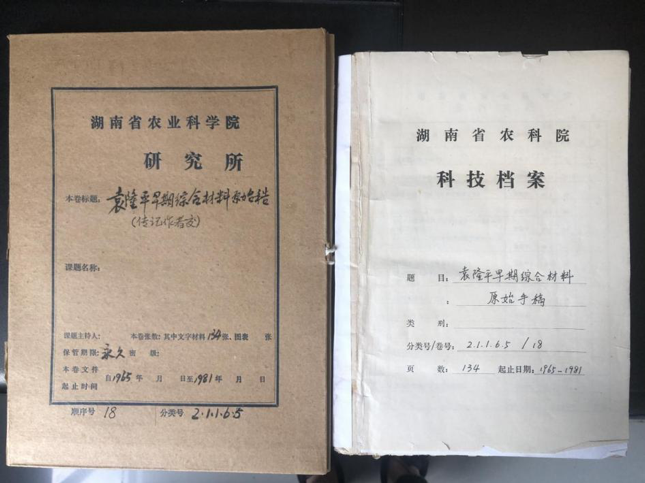 湖南省农业科学院
研究所
本卷标题: 袁隆平早期综合材料原始稿
(传记作者交)
课题名称:
课题主持人: 本卷张数: 其中文字材料134张, 图表 张
保管期限: 永久 密级:
本卷文件
起止时间 自1965年 月 日至1981年 月 日
顺序号 18 分类号 2·1·1·6·5
湖南省农科院
科技档案
题 目: 袁隆平早期综合材料
: 原始手稿
类 别:
分类号/卷号: 2.1.1.6.5 / 18
页 数: 134 起止日期: 1965-1981